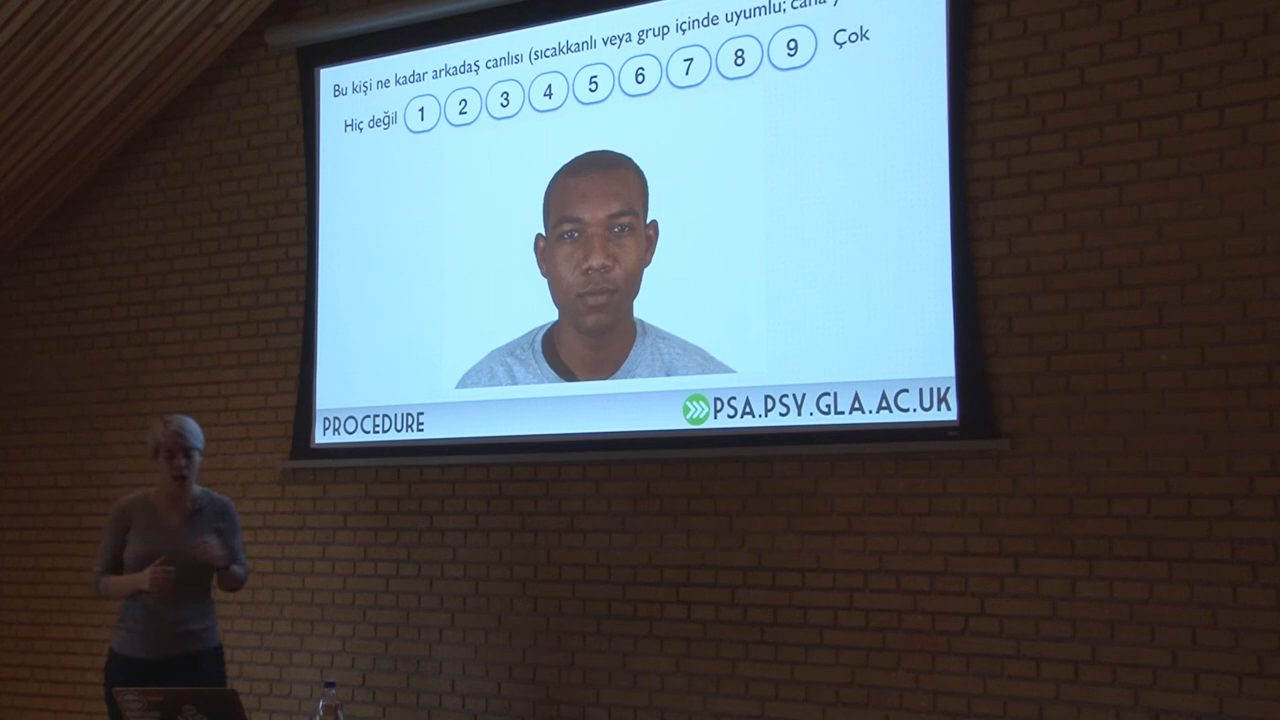 Bu kişi ne kadar arkadaş canlısı (sıcakkanlı veya grup içinde uyumlu;
Hiç değil 1 2 3 4 5 6 7 8 9 Çok
PROCEDURE
PSA.PSY.GLA.AC.UK